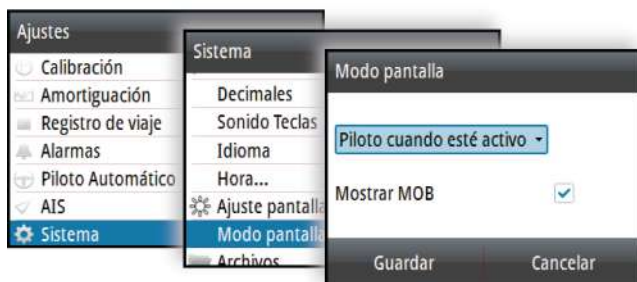 Ajustes
Calibración
Amortiguación
Registro de viaje
Alarmas
Piloto Automático
AIS
Sistema
Sistema
Decimales
Sonido Teclas
Idioma
Hora...
Ajuste pantalla
Modo pantalla
Archivos
Modo pantalla
Piloto cuando esté activo
Mostrar MOB
Guardar Cancelar